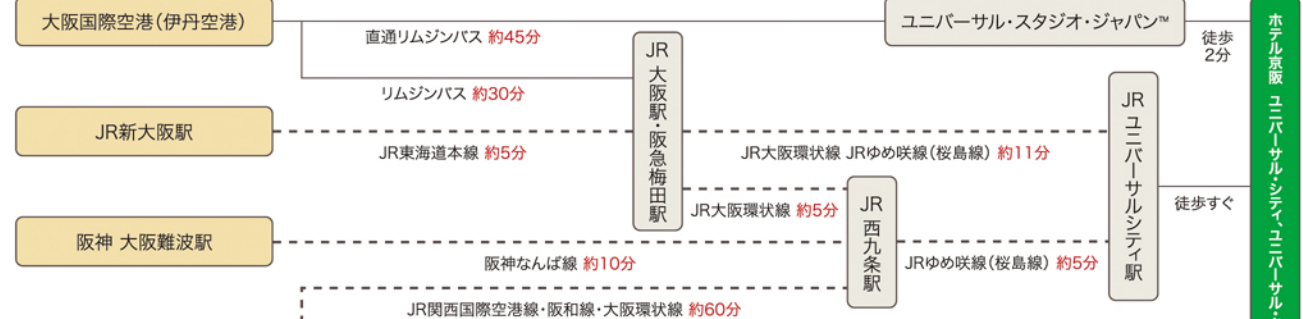 大阪国際空港(伊丹空港)
ユニバーサル・スタジオ・ジャパン™
直通リムジンバス 約45分
徒歩
2分
リムジンバス 約30分
JR 大阪駅・阪急梅田駅
JR新大阪駅
JR東海道本線 約5分
JR大阪環状線 JRゆめ咲線(桜島線) 約11分
JR ユニバーサルシティ駅
JR大阪環状線 約5分
JR 西九条駅
徒歩すぐ
阪神 大阪難波駅
阪神なんば線 約10分
JRゆめ咲線(桜島線) 約5分
JR関西国際空港線・阪和線・大阪環状線 約60分
ホテル京阪 ユニバーサル・シティ、ユニバーサル・